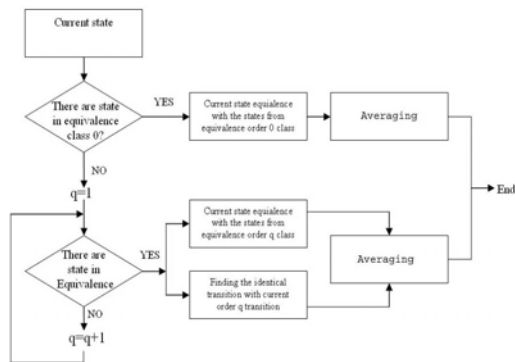 Current state
There are state
in equivalence
class 0?
YES
Current state equialence
with the states from
equivalence order 0 class
Averaging
NO
q=1
End
There are
state in
Equivalence
YES
Current state equialence
with the states from
equivalence order q class
Finding the identical
transition with current
order q transition
Averaging
NO
q=q+1